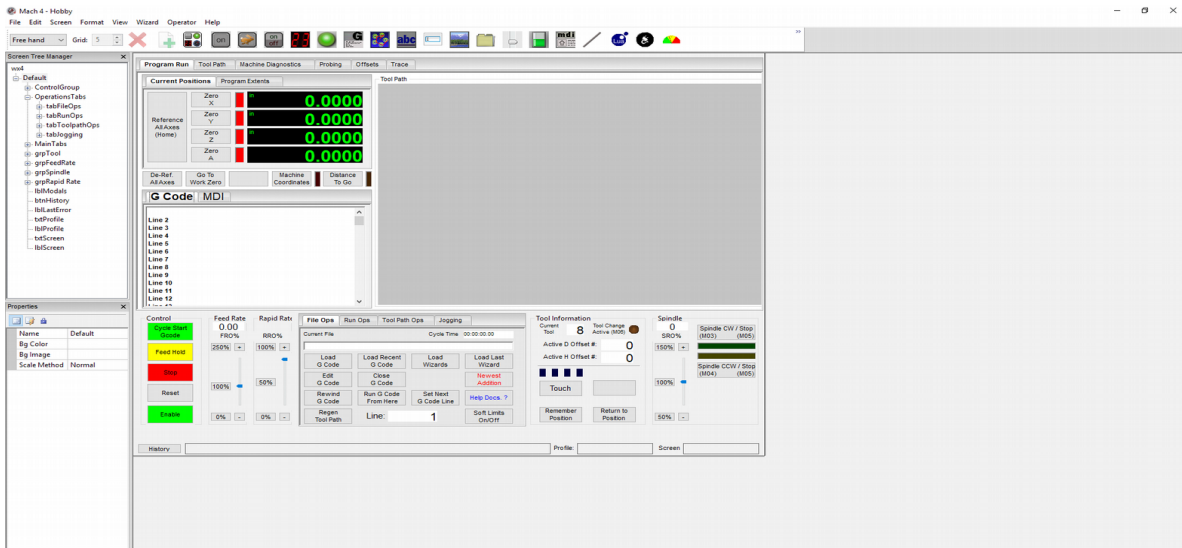 Mach 4 - Hobby
File Edit Screen Format View Wizard Operator Help
Free hand Grid: 5
on
on off
G
abc
mdi
Lua
Screen Tree Manager
wx4
Default
ControlGroup
OperationsTabs
tabFileOps
tabRunOps
tabToolpathOps
tabJogging
MainTabs
grpTool
grpFeedRate
grpSpindle
grpRapid Rate
lblModals
btnHistory
lblLastError
txtProfile
lblProfile
txtScreen
lblScreen
Properties
Name Default
Bg Color
Bg Image
Scale Method Normal
Program Run Tool Path Machine Diagnostics Probing Offsets Trace
Current Positions Program Extents
Reference All Axes (Home)
Zero X in 0.0000
Zero Y in 0.0000
Zero Z in 0.0000
Zero A 0.0000
De-Ref. All Axes
Go To Work Zero
Machine Coordinates
Distance To Go
G Code MDI
Line 2
Line 3
Line 4
Line 5
Line 6
Line 7
Line 8
Line 9
Line 10
Line 11
Line 12
Tool Path
Control
Cycle Start Gcode
Feed Hold
Stop
Reset
Enable
Feed Rate
0.00
FRO%
250% +
100%
0% -
Rapid Rate
RRO%
100% +
50%
0% -
File Ops Run Ops Tool Path Ops Jogging
Current File Cycle Time 00:00:00.00
Load G Code
Load Recent G Code
Load Wizards
Load Last Wizard
Edit G Code
Close G Code
Newest Addition
Rewind G Code
Run G Code From Here
Set Next G Code Line
Help Docs. ?
Regen Tool Path
Line: 1
Soft Limits On/Off
Tool Information
Current Tool 8 Tool Change Active (M06)
Active D Offset #: 0
Active H Offset #: 0
Touch
Remember Position
Return to Position
Spindle
0
SRO%
150% +
100%
50% -
Spindle CW / Stop
(M03) (M05)
Spindle CCW / Stop
(M04) (M05)
History
Profile:
Screen